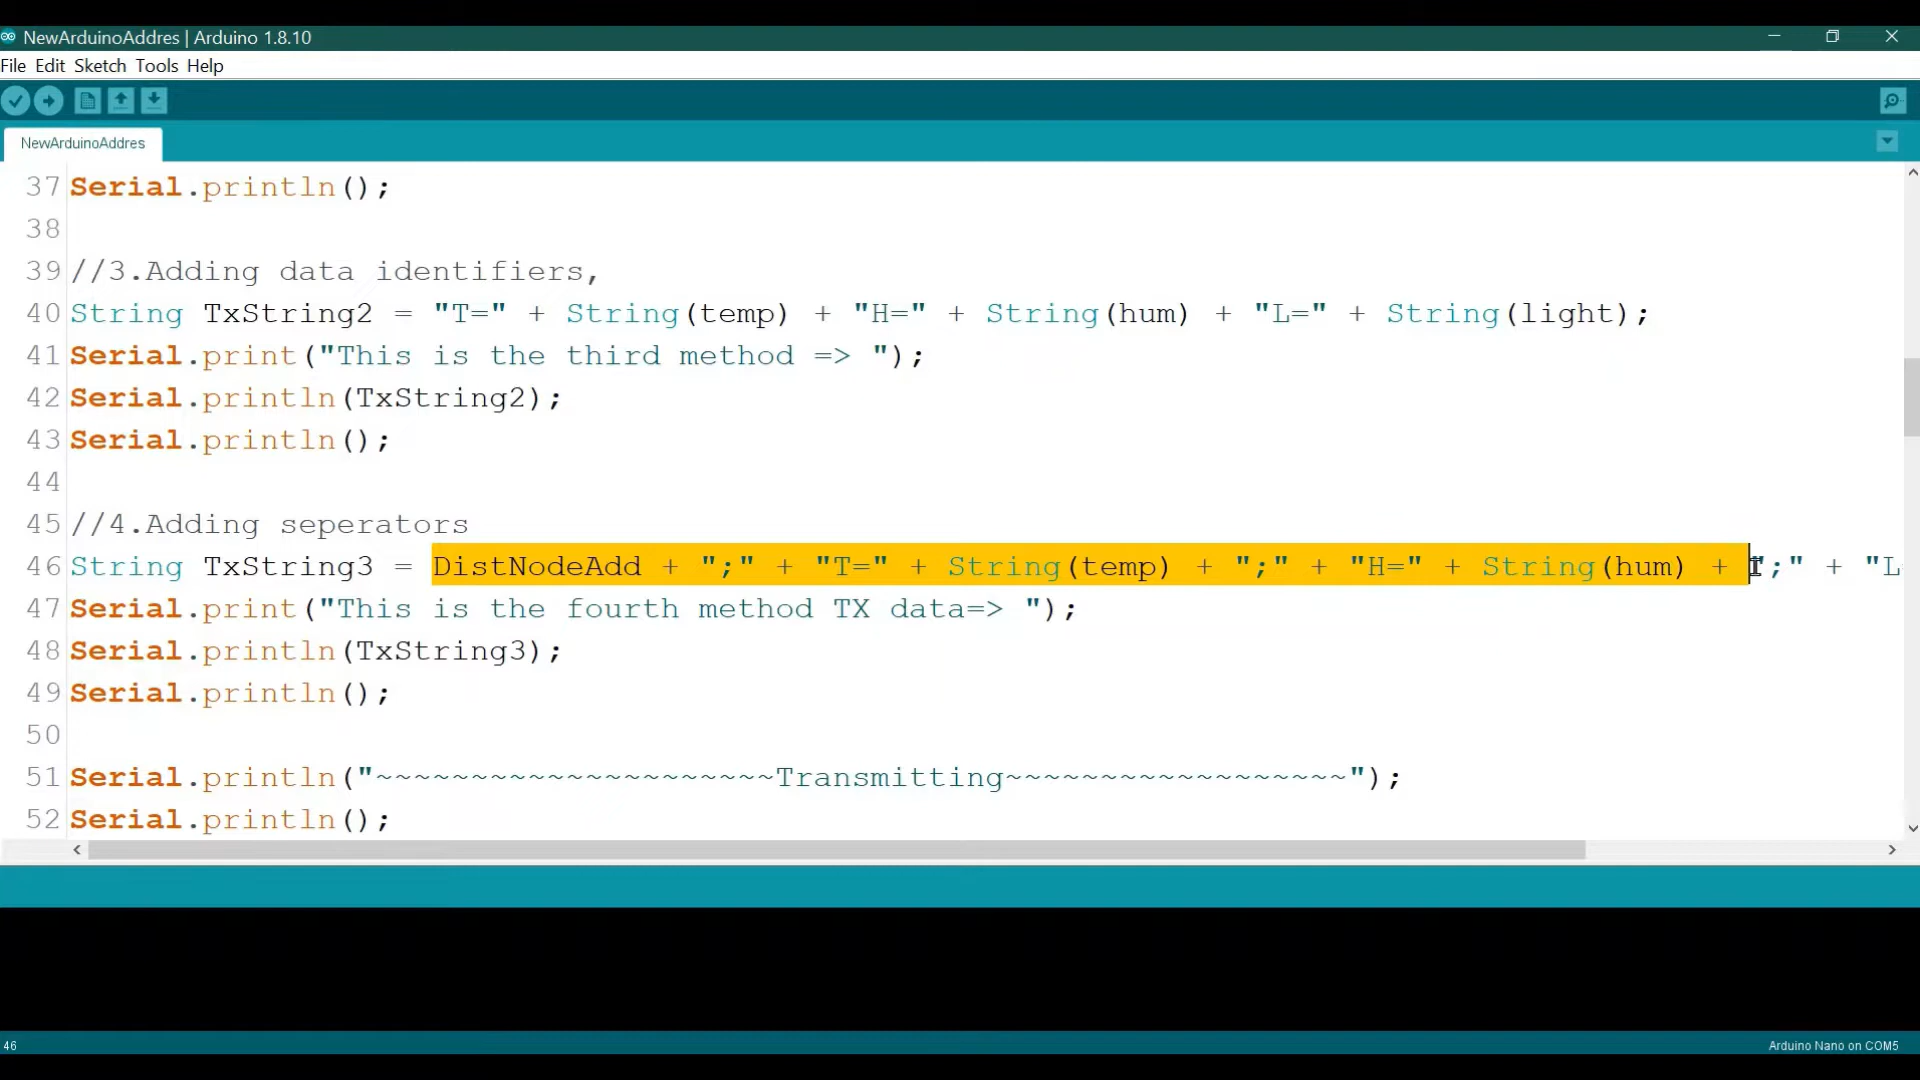 NewArduinoAddres | Arduino 1.8.10
File Edit Sketch Tools Help
NewArduinoAddres
37 Serial.println();
38
39 //3.Adding data identifiers,
40 String TxString2 = "T=" + String(temp) + "H=" + String(hum) + "L=" + String(light);
41 Serial.print("This is the third method => ");
42 Serial.println(TxString2);
43 Serial.println();
44
45 //4.Adding seperators
46 String TxString3 = DistNodeAdd + ";" + "T=" + String(temp) + ";" + "H=" + String(hum) + ";" + "L
47 Serial.print("This is the fourth method TX data=> ");
48 Serial.println(TxString3);
49 Serial.println();
50
51 Serial.println("~~~~~~~~~~~~~~~~~~~~~Transmitting~~~~~~~~~~~~~~~~~~");
52 Serial.println();
46
Arduino Nano on COM5